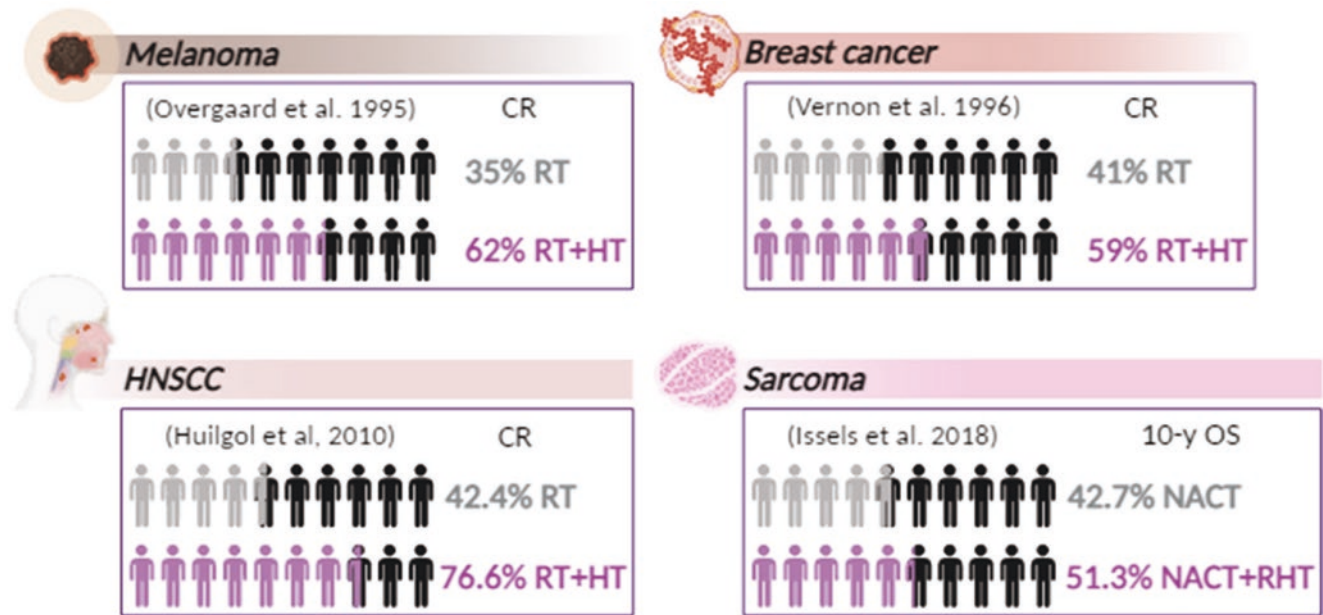 Melanoma
(Overgaard et al. 1995) CR
35% RT
62% RT+HT
Breast cancer
(Vernon et al. 1996) CR
41% RT
59% RT+HT
HNSCC
(Huilgol et al, 2010) CR
42.4% RT
76.6% RT+HT
Sarcoma
(Issels et al. 2018) 10-y OS
42.7% NACT
51.3% NACT+RHT